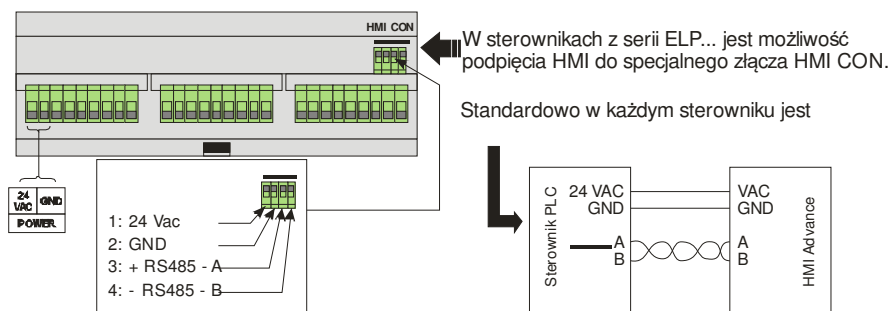 HMI CON
W sterownikach z serii ELP... jest możliwość
podpięcia HMI do specjalnego złącza HMI CON.
Standardowo w każdym sterowniku jest
24 VAC
GND
POWER
1: 24 Vac
2: GND
3: + RS485 - A
4: - RS485 - B
Sterownik PLC
24 VAC
GND
A
B
VAC
GND
A
B
HMI Advance